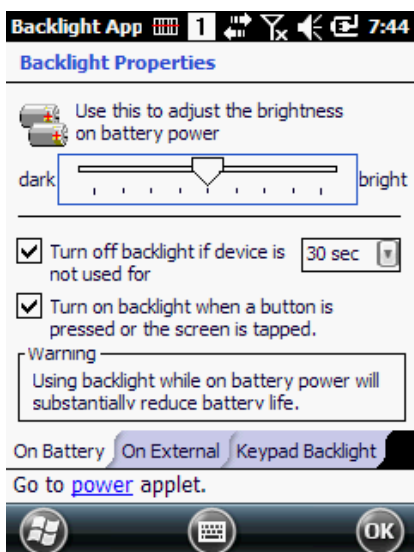 Backlight App 1 7:44
Backlight Properties
Use this to adjust the brightness
on battery power
dark bright
Turn off backlight if device is 30 sec
not used for
Turn on backlight when a button is
pressed or the screen is tapped.
Warning
Using backlight while on battery power will
substantially reduce battery life.
On Battery On External Keypad Backlight
Go to power applet.
OK